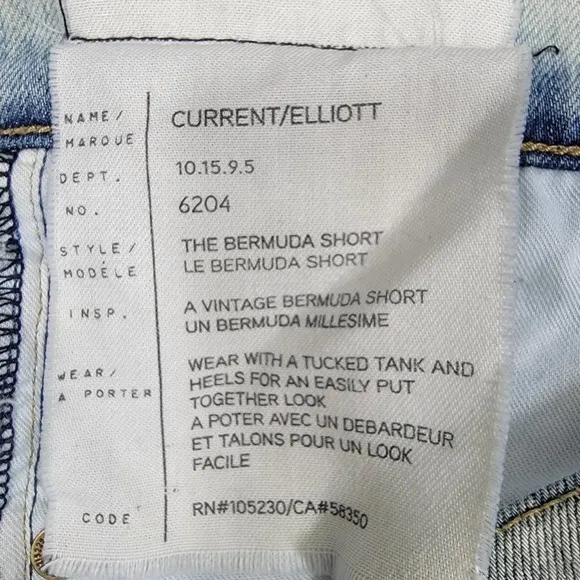 NAME/ CURRENT/ELLIOTT
MARQUE
DEPT. 10.15.9.5
NO. 6204
STYLE/ THE BERMUDA SHORT
MODÉLE LE BERMUDA SHORT
INSP. A VINTAGE BERMUDA SHORT
UN BERMUDA MILLESIME
WEAR/ WEAR WITH A TUCKED TANK AND
A PORTER HEELS FOR AN EASILY PUT
TOGETHER LOOK
A POTER AVEC UN DEBARDEUR
ET TALONS POUR UN LOOK
FACILE
CODE RN#105230/CA#58350